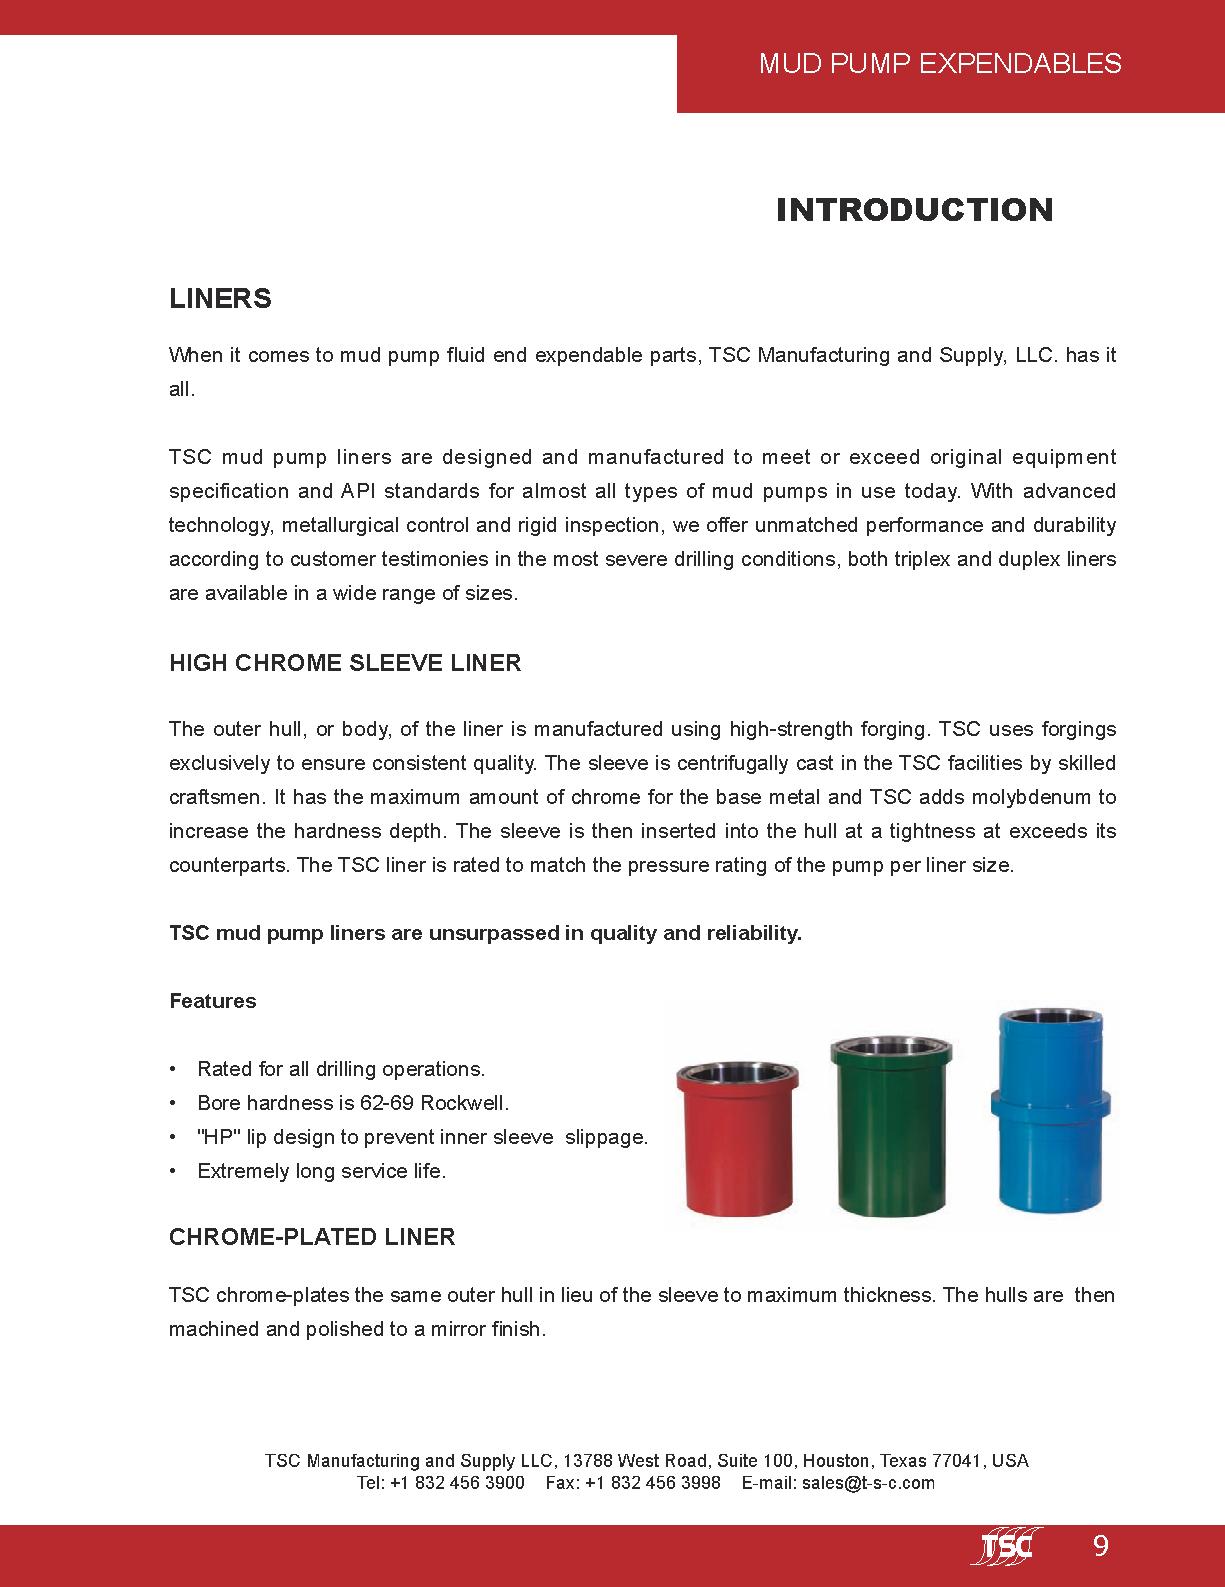 MUD PUMP EXPENDABLES
INTRODUCTION
LINERS
When it comes to mud pump fluid end expendable parts, TSC Manufacturing and Supply, LLC. has it
all.
TSC mud pump liners are designed and manufactured to meet or exceed original equipment
specification and API standards for almost all types of mud pumps in use today. With advanced
technology, metallurgical control and rigid inspection, we offer unmatched performance and durability
according to customer testimonies in the most severe drilling conditions, both triplex and duplex liners
are available in a wide range of sizes.
HIGH CHROME SLEEVE LINER
The outer hull, or body, of the liner is manufactured using high-strength forging. TSC uses forgings
exclusively to ensure consistent quality. The sleeve is centrifugally cast in the TSC facilities by skilled
craftsmen. It has the maximum amount of chrome for the base metal and TSC adds molybdenum to
increase the hardness depth. The sleeve is then inserted into the hull at a tightness at exceeds its
counterparts. The TSC liner is rated to match the pressure rating of the pump per liner size.
TSC mud pump liners are unsurpassed in quality and reliability.
Features
• Rated for all drilling operations.
• Bore hardness is 62-69 Rockwell.
• "HP" lip design to prevent inner sleeve slippage.
• Extremely long service life.
CHROME-PLATED LINER
TSC chrome-plates the same outer hull in lieu of the sleeve to maximum thickness. The hulls are then
machined and polished to a mirror finish.
TSC Manufacturing and Supply LLC, 13788 West Road, Suite 100, Houston, Texas 77041, USA
Tel: +1 832 456 3900 Fax: +1 832 456 3998 E-mail: sales@t-s-c.com
TSC 9